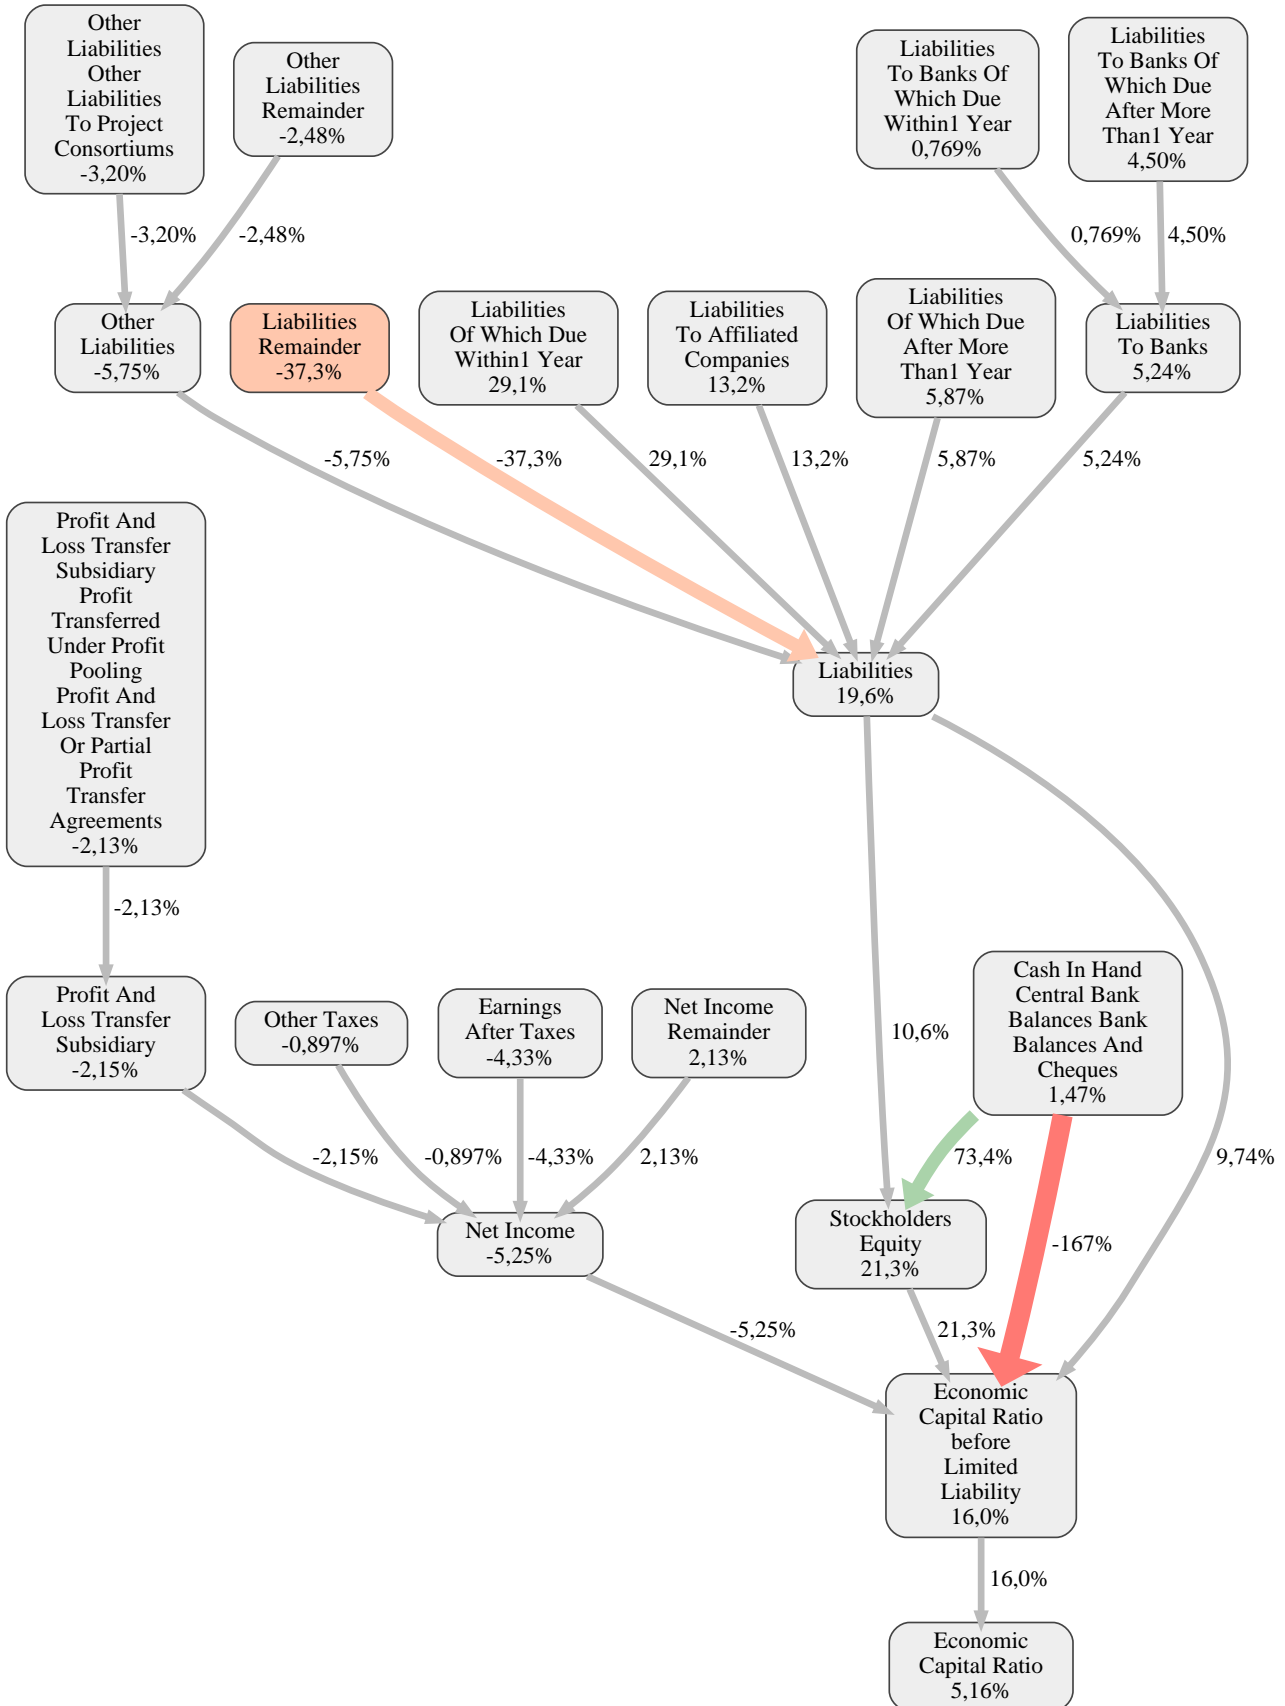 Other
Liabilities
Other
Liabilities
To Project
Consortiums
-3,20%
Other
Liabilities
Remainder
-2,48%
Liabilities
To Banks Of
Which Due
Within1 Year
0,769%
Liabilities
To Banks Of
Which Due
After More
Than1 Year
4,50%
-3,20%
-2,48%
0,769%
4,50%
Other
Liabilities
-5,75%
Liabilities
Remainder
-37,3%
Liabilities
Of Which Due
Within1 Year
29,1%
Liabilities
To Affiliated
Companies
13,2%
Liabilities
Of Which Due
After More
Than1 Year
5,87%
Liabilities
To Banks
5,24%
-5,75%
-37,3%
29,1%
13,2%
5,87%
5,24%
Profit And
Loss Transfer
Subsidiary
Profit
Transferred
Under Profit
Pooling
Profit And
Loss Transfer
Or Partial
Profit
Transfer
Agreements
-2,13%
Liabilities
19,6%
-2,13%
Profit And
Loss Transfer
Subsidiary
-2,15%
Other Taxes
-0,897%
Earnings
After Taxes
-4,33%
Net Income
Remainder
2,13%
10,6%
Cash In Hand
Central Bank
Balances Bank
Balances And
Cheques
1,47%
-2,15%
-0,897%
-4,33%
2,13%
73,4%
9,74%
Net Income
-5,25%
Stockholders
Equity
21,3%
-167%
-5,25%
21,3%
Economic
Capital Ratio
before
Limited
Liability
16,0%
16,0%
Economic
Capital Ratio
5,16%